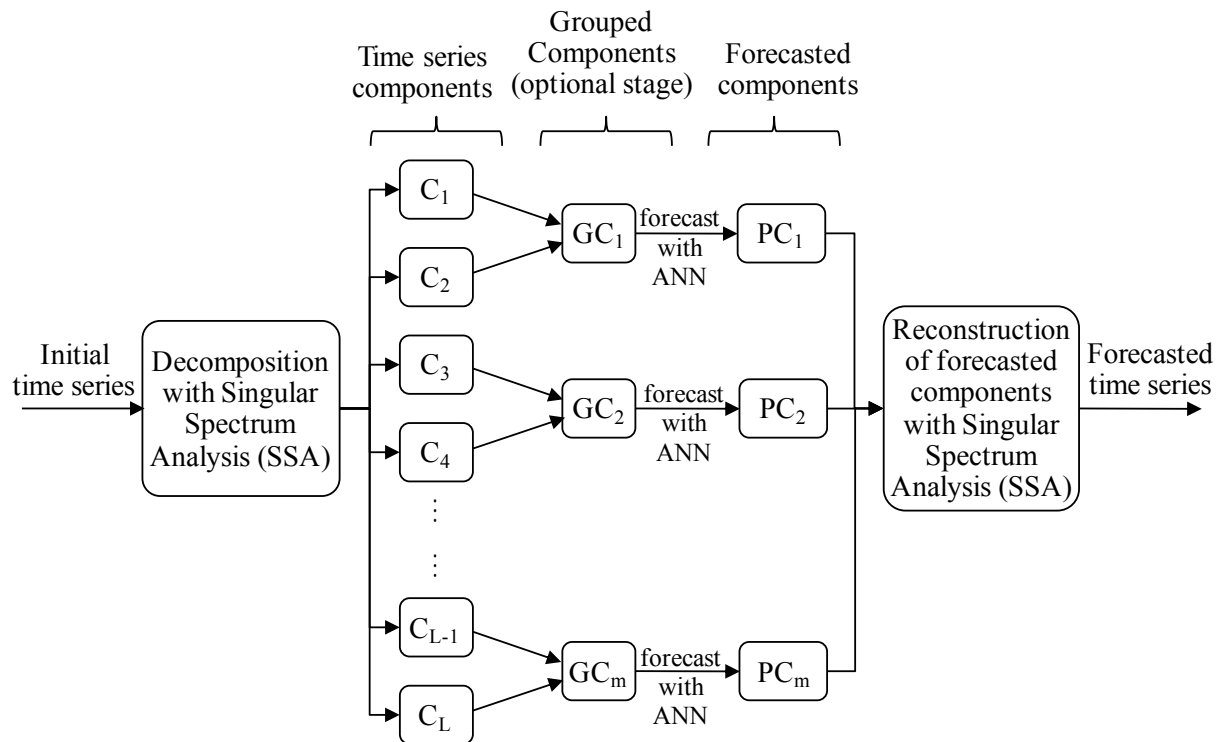 Time series
components
Grouped
Components
(optional stage)
Forecasted
components
C₁
C₂
C₃
C₄
⋮
⋮
C_{L-1}
C_L
GC₁
forecast
with
ANN
PC₁
GC₂
forecast
with
ANN
PC₂
GCₘ
forecast
with
ANN
PCₘ
Initial
time series
Decomposition
with Singular
Spectrum
Analysis (SSA)
Reconstruction
of forecasted
components
with Singular
Spectrum
Analysis (SSA)
Forecasted
time series